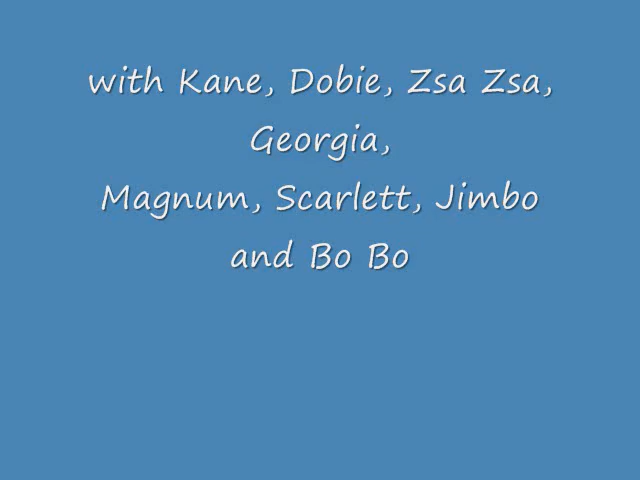 with Kane, Dobie, Zsa Zsa,
Georgia,
Magnum, Scarlett, Jimbo
and Bo Bo